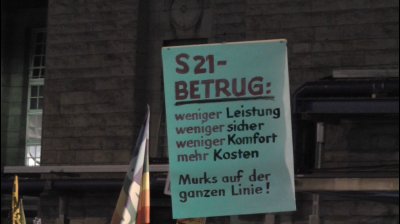 S21-
BETRUG:
weniger Leistung
weniger sicher
weniger Komfort
mehr Kosten
Murks auf der
ganzen Linie!